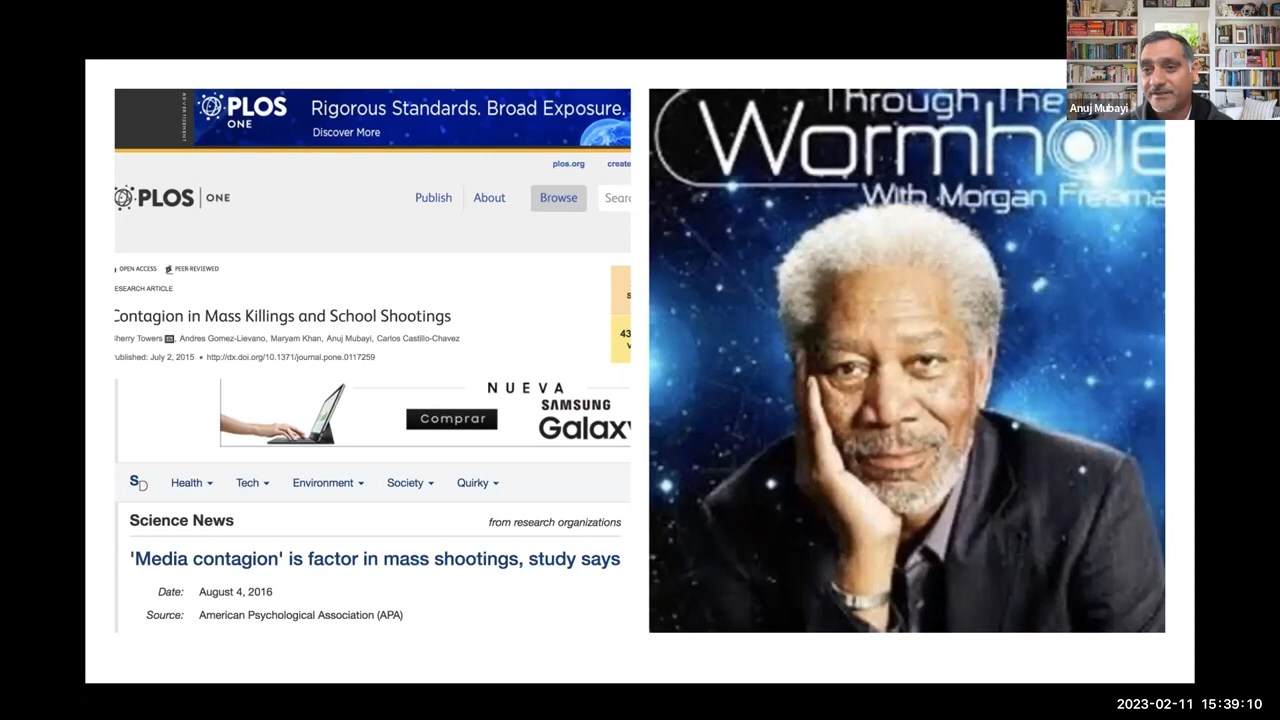 PLOS
ONE
Rigorous Standards. Broad Exposure.
Discover More
ADVERTISEMENT
plos.org
create
PLOS ONE
Publish
About
Browse
Sear
OPEN ACCESS
PEER-REVIEWED
ESEARCH ARTICLE
Contagion in Mass Killings and School Shootings
Sherry Towers, Andres Gomez-Lievano, Maryam Khan, Anuj Mubayi, Carlos Castillo-Chavez
ublished: July 2, 2015 • http://dx.doi.org/10.1371/journal.pone.0117259
S
43
V
NUEVA
SAMSUNG
Galaxy
Comprar
SD
Health
Tech
Environment
Society
Quirky
Science News
from research organizations
'Media contagion' is factor in mass shootings, study says
Date: August 4, 2016
Source: American Psychological Association (APA)
Through The
Wormhole
With Morgan Freema
Anuj Mubayi
2023-02-11 15:39:10